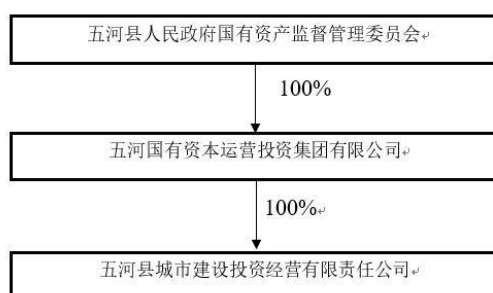 五河县人民政府国有资产监督管理委员会
100%
五河国有资本运营投资集团有限公司
100%
五河县城市建设投资经营有限责任公司